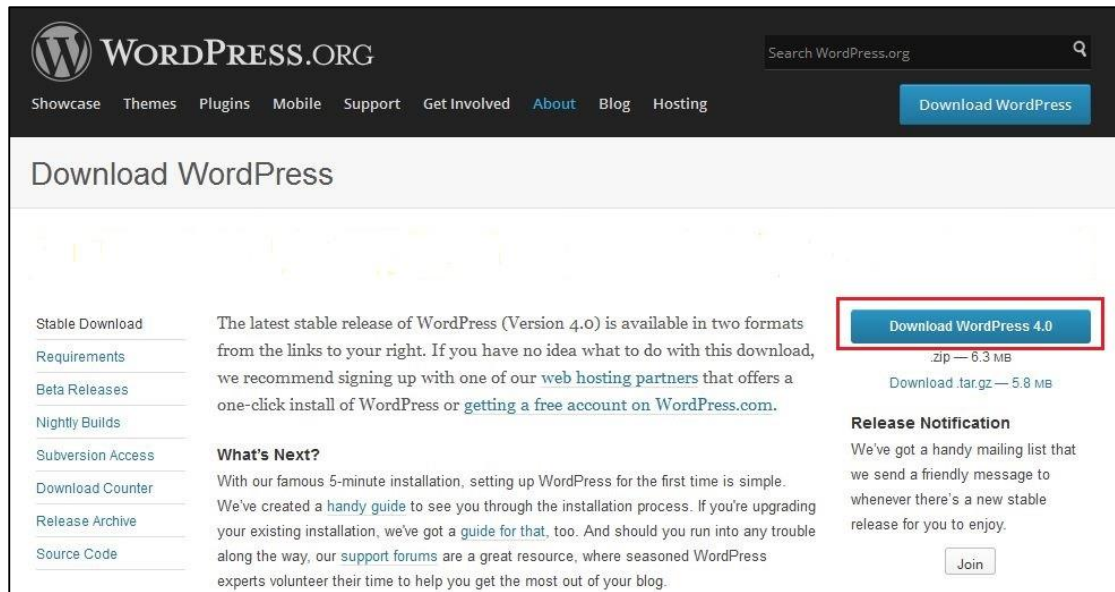 WORDPRESS.ORG
Search WordPress.org
Showcase Themes Plugins Mobile Support Get Involved About Blog Hosting
Download WordPress
Download WordPress
Stable Download
Requirements
Beta Releases
Nightly Builds
Subversion Access
Download Counter
Release Archive
Source Code
The latest stable release of WordPress (Version 4.0) is available in two formats
from the links to your right. If you have no idea what to do with this download,
we recommend signing up with one of our web hosting partners that offers a
one-click install of WordPress or getting a free account on WordPress.com.
What's Next?
With our famous 5-minute installation, setting up WordPress for the first time is simple.
We've created a handy guide to see you through the installation process. If you're upgrading
your existing installation, we've got a guide for that, too. And should you run into any trouble
along the way, our support forums are a great resource, where seasoned WordPress
experts volunteer their time to help you get the most out of your blog.
Download WordPress 4.0
.zip — 6.3 MB
Download .tar.gz — 5.8 MB
Release Notification
We've got a handy mailing list that
we send a friendly message to
whenever there's a new stable
release for you to enjoy.
Join